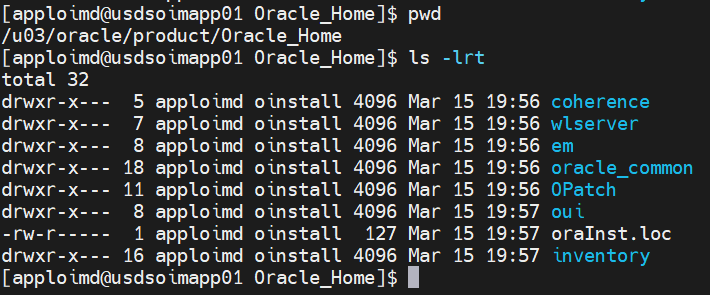 [apploimd@usdsoimapp01 Oracle_Home]$ pwd
/u03/oracle/product/Oracle_Home
[apploimd@usdsoimapp01 Oracle_Home]$ ls -lrt
total 32
drwxr-x---  5 apploimd oinstall 4096 Mar 15 19:56 coherence
drwxr-x---  7 apploimd oinstall 4096 Mar 15 19:56 wlserver
drwxr-x---  8 apploimd oinstall 4096 Mar 15 19:56 em
drwxr-x--- 18 apploimd oinstall 4096 Mar 15 19:56 oracle_common
drwxr-x--- 11 apploimd oinstall 4096 Mar 15 19:56 OPatch
drwxr-x---  8 apploimd oinstall 4096 Mar 15 19:57 oui
-rw-r-----  1 apploimd oinstall  127 Mar 15 19:57 oraInst.loc
drwxr-x--- 16 apploimd oinstall 4096 Mar 15 19:57 inventory
[apploimd@usdsoimapp01 Oracle_Home]$